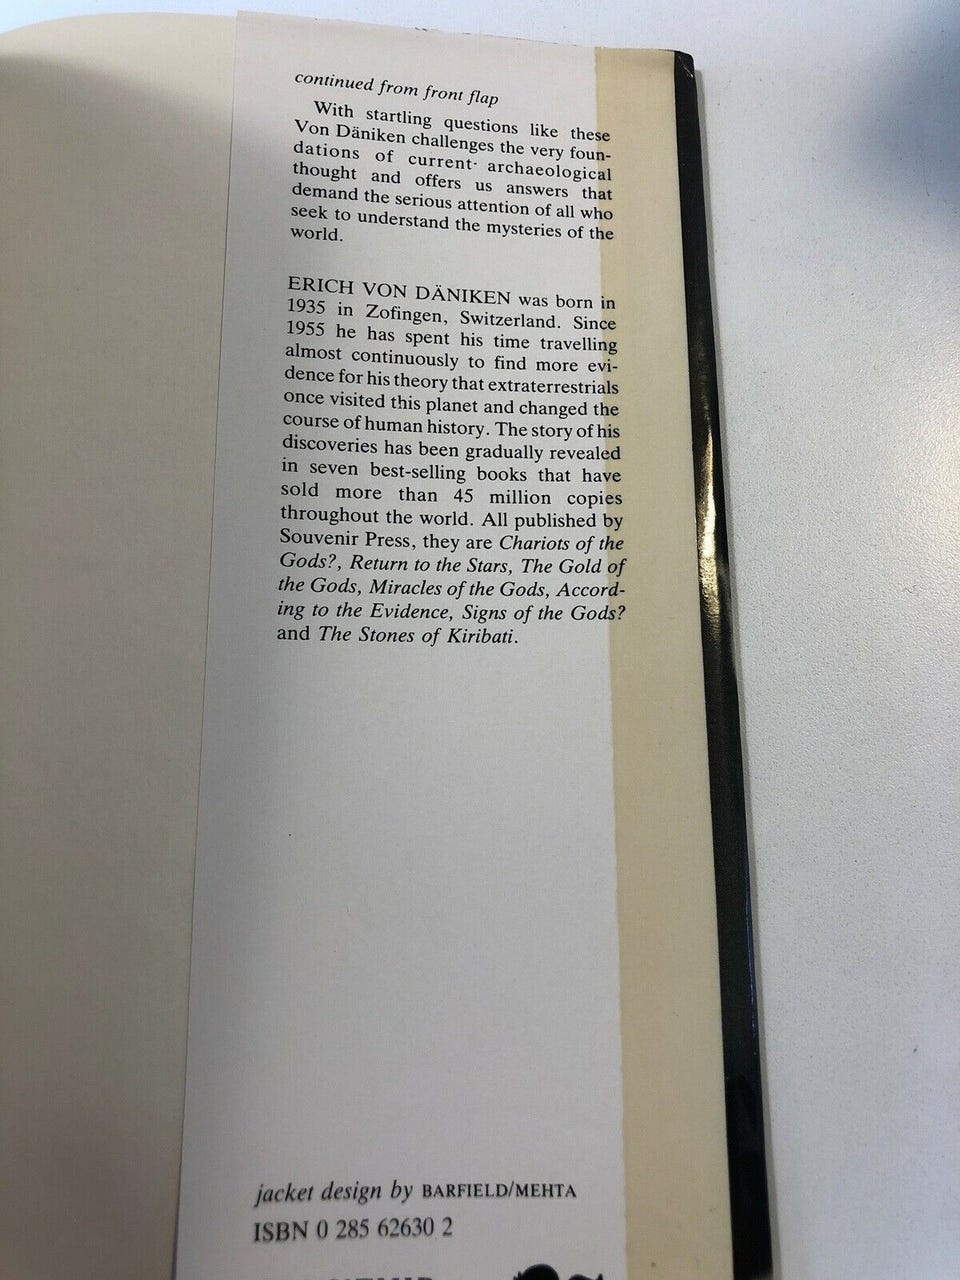 continued from front flap
With startling questions like these
Von Däniken challenges the very foun-
dations of current archaeological
thought and offers us answers that
demand the serious attention of all who
seek to understand the mysteries of the
world.
ERICH VON DÄNIKEN was born in
1935 in Zofingen, Switzerland. Since
1955 he has spent his time travelling
almost continuously to find more evi-
dence for his theory that extraterrestrials
once visited this planet and changed the
course of human history. The story of his
discoveries has been gradually revealed
in seven best-selling books that have
sold more than 45 million copies
throughout the world. All published by
Souvenir Press, they are Chariots of the
Gods?, Return to the Stars, The Gold of
the Gods, Miracles of the Gods, Accord-
ing to the Evidence, Signs of the Gods?
and The Stones of Kiribati.
jacket design by BARFIELD/MEHTA
ISBN 0 285 62630 2